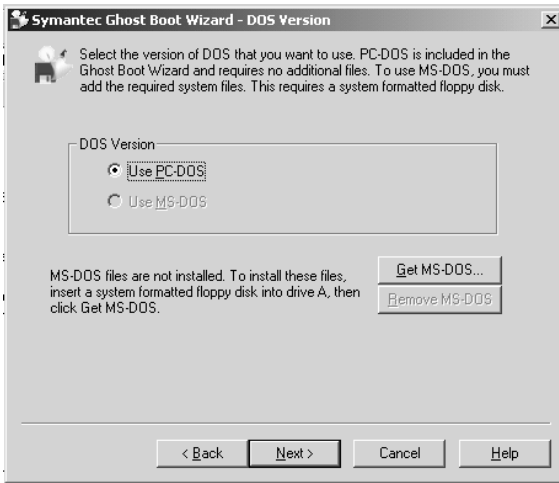 Symantec Ghost Boot Wizard - DOS Version
Select the version of DOS that you want to use. PC-DOS is included in the
Ghost Boot Wizard and requires no additional files. To use MS-DOS, you must
add the required system files. This requires a system formatted floppy disk.
DOS Version
Use PC-DOS
Use MS-DOS
MS-DOS files are not installed. To install these files,
insert a system formatted floppy disk into drive A, then
click Get MS-DOS.
Get MS-DOS...
Remove MS-DOS
< Back
Next >
Cancel
Help